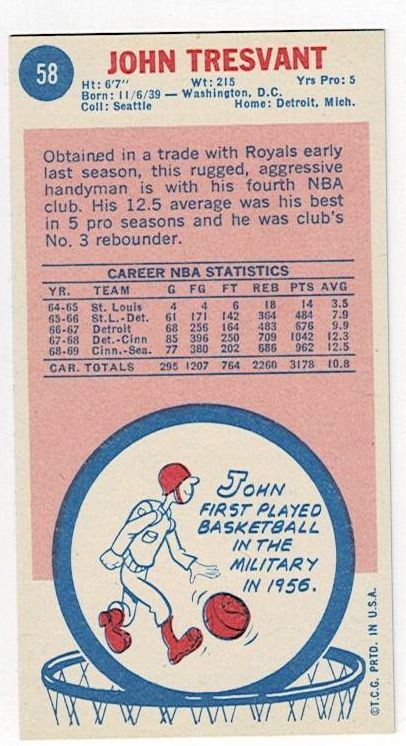 58
JOHN TRESVANT
Ht: 6'7" Wt: 215 Yrs Pro: 5
Born: 11/6/39 — Washington, D.C.
Coll: Seattle Home: Detroit, Mich.
Obtained in a trade with Royals early
last season, this rugged, aggressive
handyman is with his fourth NBA
club. His 12.5 average was his best
in 5 pro seasons and he was club's
No. 3 rebounder.
CAREER NBA STATISTICS
YR. TEAM G FG FT REB PTS AVG
64-65 St. Louis 4 4 6 18 14 3.5
65-66 St.L.-Det. 61 171 142 364 484 7.9
66-67 Detroit 68 256 164 483 676 9.9
67-68 Det.-Cinn 85 396 250 709 1042 12.3
68-69 Cinn.-Sea. 77 380 202 686 962 12.5
CAR. TOTALS 295 1207 764 2260 3178 10.8
JOHN
FIRST PLAYED
BASKETBALL
IN THE
MILITARY
IN 1956.
©T.C.G. PRTD. IN U.S.A.